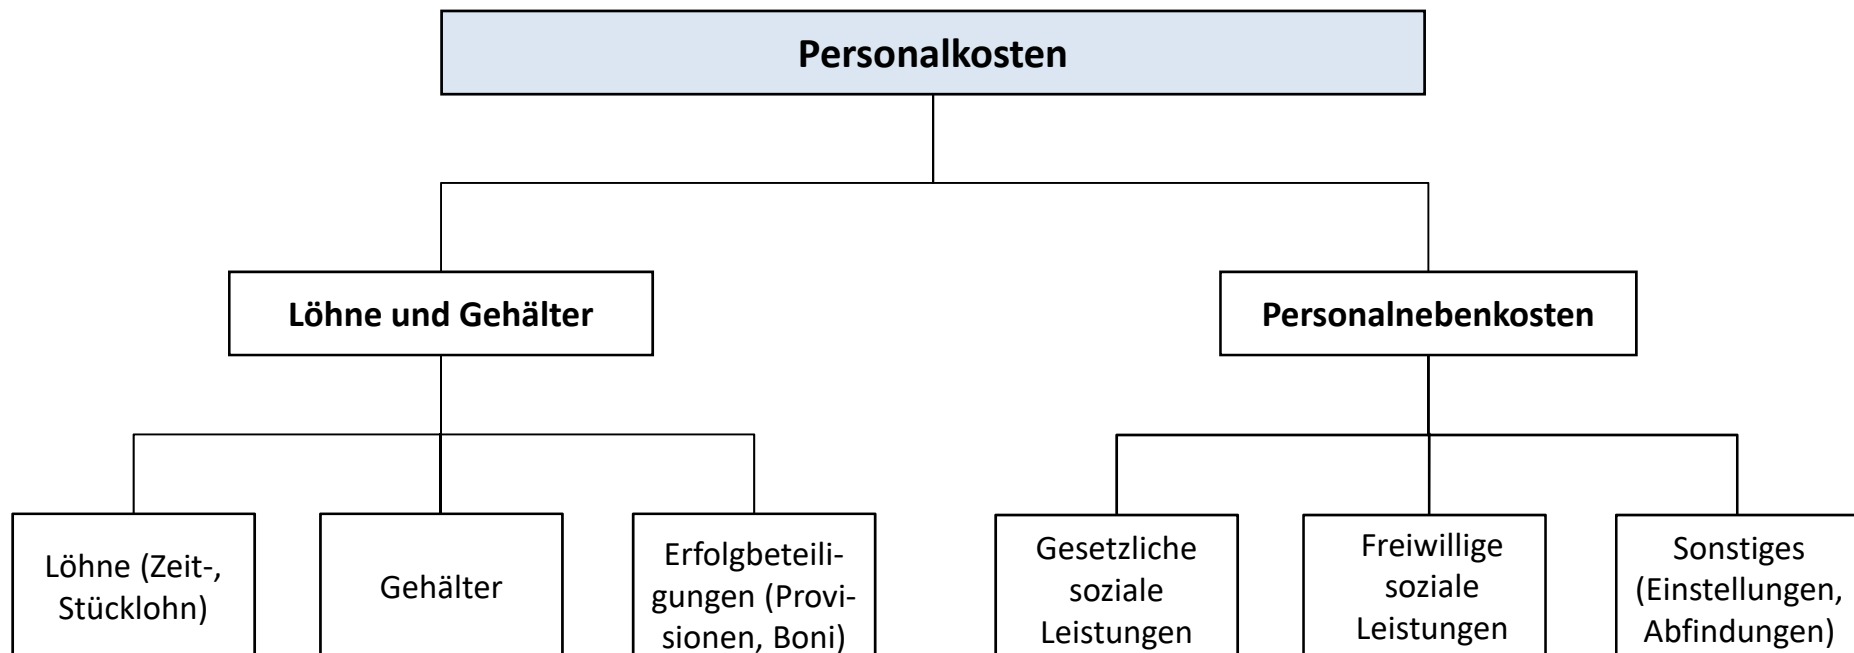 Personalkosten
Löhne und Gehälter
Personalnebenkosten
Löhne (Zeit-,
Stücklohn)
Gehälter
Erfolgbeteili-
gungen (Provi-
sionen, Boni)
Gesetzliche
soziale
Leistungen
Freiwillige
soziale
Leistungen
Sonstiges
(Einstellungen,
Abfindungen)